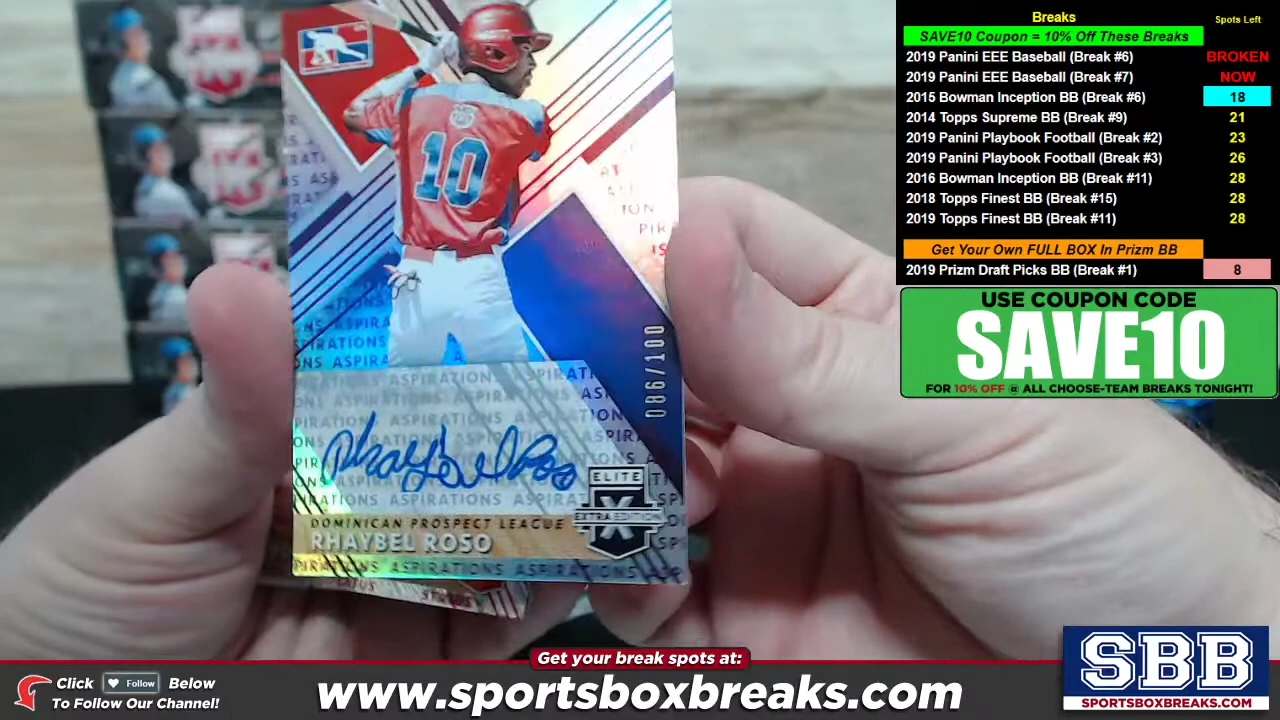 10
086/100
Rhaybel Roso
ELITE
X
EXTRA EDITION
DOMINICAN PROSPECT LEAGUE
RHAYBEL ROSO
ASPIRATIONS ASPIRATIONS
Breaks Spots Left
SAVE10 Coupon = 10% Off These Breaks
2019 Panini EEE Baseball (Break #6) BROKEN
2019 Panini EEE Baseball (Break #7) NOW
2015 Bowman Inception BB (Break #6) 18
2014 Topps Supreme BB (Break #9) 21
2019 Panini Playbook Football (Break #2) 23
2019 Panini Playbook Football (Break #3) 26
2016 Bowman Inception BB (Break #11) 28
2018 Topps Finest BB (Break #15) 28
2019 Topps Finest BB (Break #11) 28
Get Your Own FULL BOX In Prizm BB
2019 Prizm Draft Picks BB (Break #1) 8
USE COUPON CODE
SAVE10
FOR 10% OFF @ ALL CHOOSE-TEAM BREAKS TONIGHT!
Get your break spots at:
Click Follow Below
To Follow Our Channel!
www.sportsboxbreaks.com
SBB
SPORTSBOXBREAKS.COM